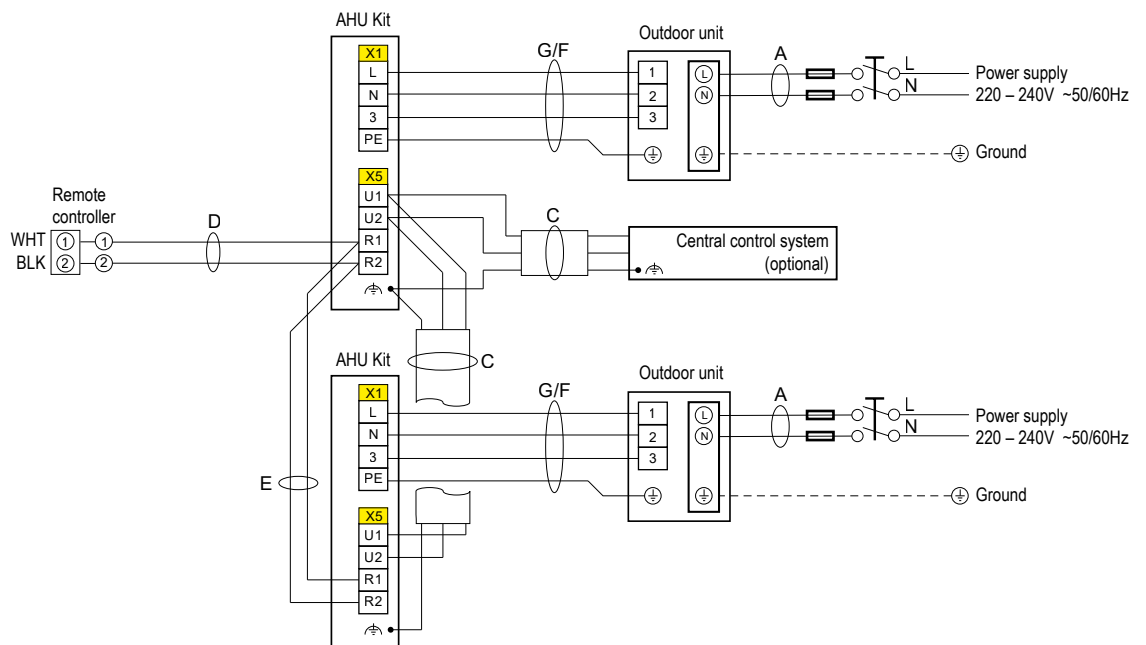 AHU Kit
X1
L
N
3
PE
X5
U1
U2
R1
R2
G/F
Outdoor unit
1
2
3
L
N
A
L
N
Power supply
220 – 240V ~50/60Hz
Ground
Remote
controller
WHT 1 1
BLK 2 2
D
C
Central control system
(optional)
C
AHU Kit
X1
L
N
3
PE
X5
U1
U2
R1
R2
E
G/F
Outdoor unit
1
2
3
L
N
A
L
N
Power supply
220 – 240V ~50/60Hz
Ground